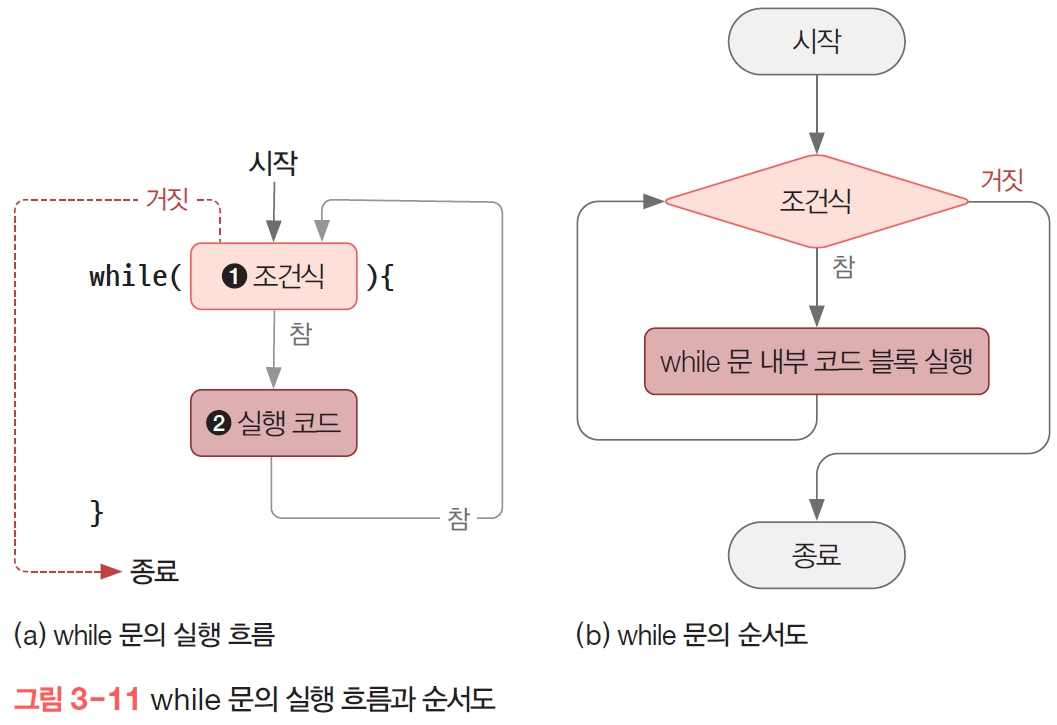 시작
거짓
while( ❶ 조건식 ){
참
❷ 실행 코드
참
}
종료
(a) while 문의 실행 흐름
시작
조건식
거짓
참
while 문 내부 코드 블록 실행
종료
(b) while 문의 순서도
그림 3-11 while 문의 실행 흐름과 순서도